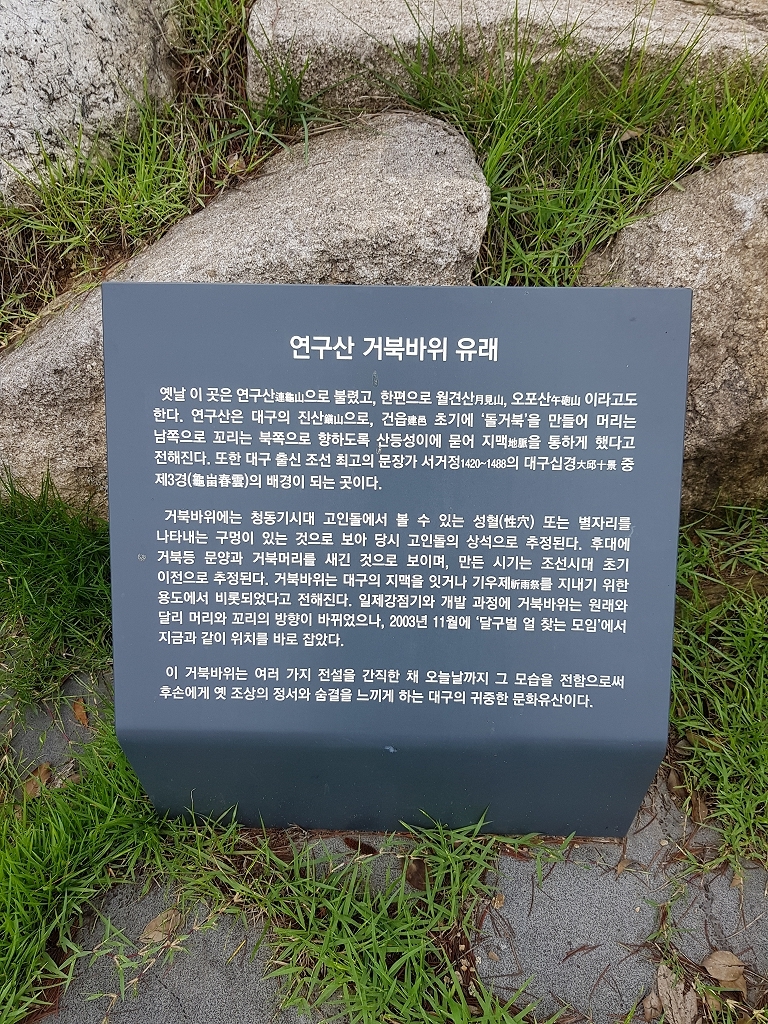 연구산 거북바위 유래
옛날 이 곳은 연구산連龜山으로 불렸고, 한편으로 월견산月見山, 오포산午砲山 이라고도
한다. 연구산은 대구의 진산鎭山으로, 건읍建邑 초기에 ‘돌거북’을 만들어 머리는
남쪽으로 꼬리는 북쪽으로 향하도록 산등성이에 묻어 지맥地脈을 통하게 했다고
전해진다. 또한 대구 출신 조선 최고의 문장가 서거정1420~1488의 대구십경大邱十景 중
제3경(龜峀春雲)의 배경이 되는 곳이다.
거북바위에는 청동기시대 고인돌에서 볼 수 있는 성혈(性穴) 또는 별자리를
나타내는 구멍이 있는 것으로 보아 당시 고인돌의 상석으로 추정된다. 후대에
거북등 문양과 거북머리를 새긴 것으로 보이며, 만든 시기는 조선시대 초기
이전으로 추정된다. 거북바위는 대구의 지맥을 잇거나 기우제祈雨祭를 지내기 위한
용도에서 비롯되었다고 전해진다. 일제강점기와 개발 과정에 거북바위는 원래와
달리 머리와 꼬리의 방향이 바뀌었으나, 2003년 11월에 ‘달구벌 얼 찾는 모임’에서
지금과 같이 위치를 바로 잡았다.
이 거북바위는 여러 가지 전설을 간직한 채 오늘날까지 그 모습을 전함으로써
후손에게 옛 조상의 정서와 숨결을 느끼게 하는 대구의 귀중한 문화유산이다.